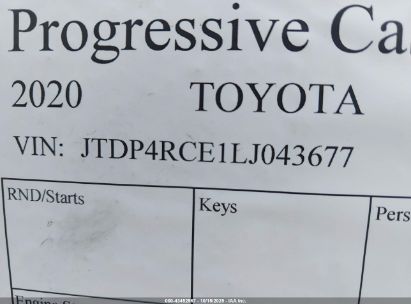 Progressive Ca
2020 TOYOTA
VIN: JTDP4RCE1LJ043677
RND/Starts Keys Pers